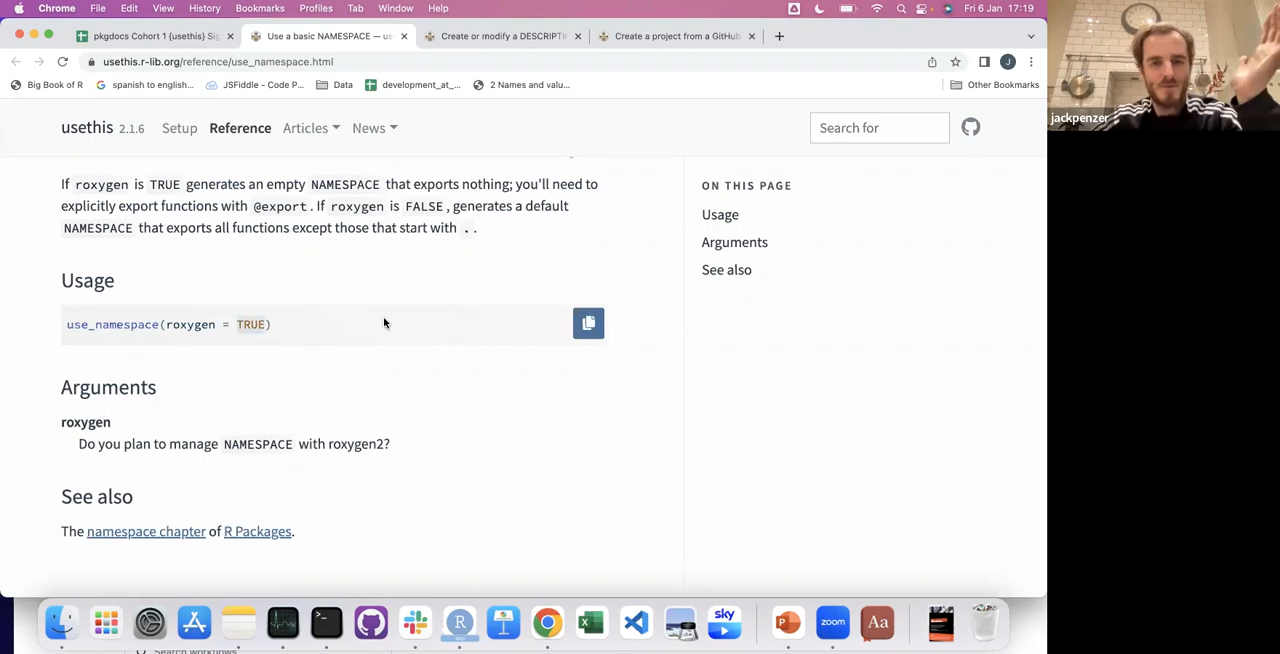 Chrome File Edit View History Bookmarks Profiles Tab Window Help Fri 6 Jan 17:19
pkgdocs Cohort 1 {usethis} Sig
Use a basic NAMESPACE — us
Create or modify a DESCRIPTI
Create a project from a GitHub
usethis.r-lib.org/reference/use_namespace.html
J
Big Book of R
spanish to english...
JSFiddle - Code P...
Data
development_at_...
2 Names and valu...
Other Bookmarks
usethis 2.1.6 Setup Reference Articles News
Search for
If roxygen is TRUE generates an empty NAMESPACE that exports nothing; you'll need to
explicitly export functions with @export. If roxygen is FALSE, generates a default
NAMESPACE that exports all functions except those that start with . .
Usage
use_namespace(roxygen = TRUE)
Arguments
roxygen
Do you plan to manage NAMESPACE with roxygen2?
See also
The namespace chapter of R Packages.
ON THIS PAGE
Usage
Arguments
See also
jackpenzer
R
sky
P
zoom
Aa
Search workflows